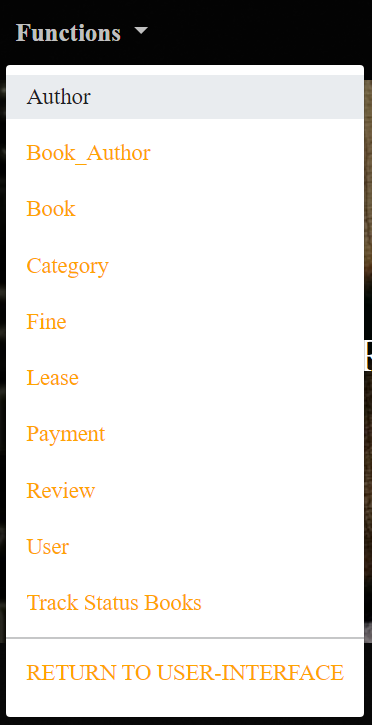 Functions
Author
Book_Author
Book
Category
Fine
Lease
Payment
Review
User
Track Status Books
RETURN TO USER-INTERFACE